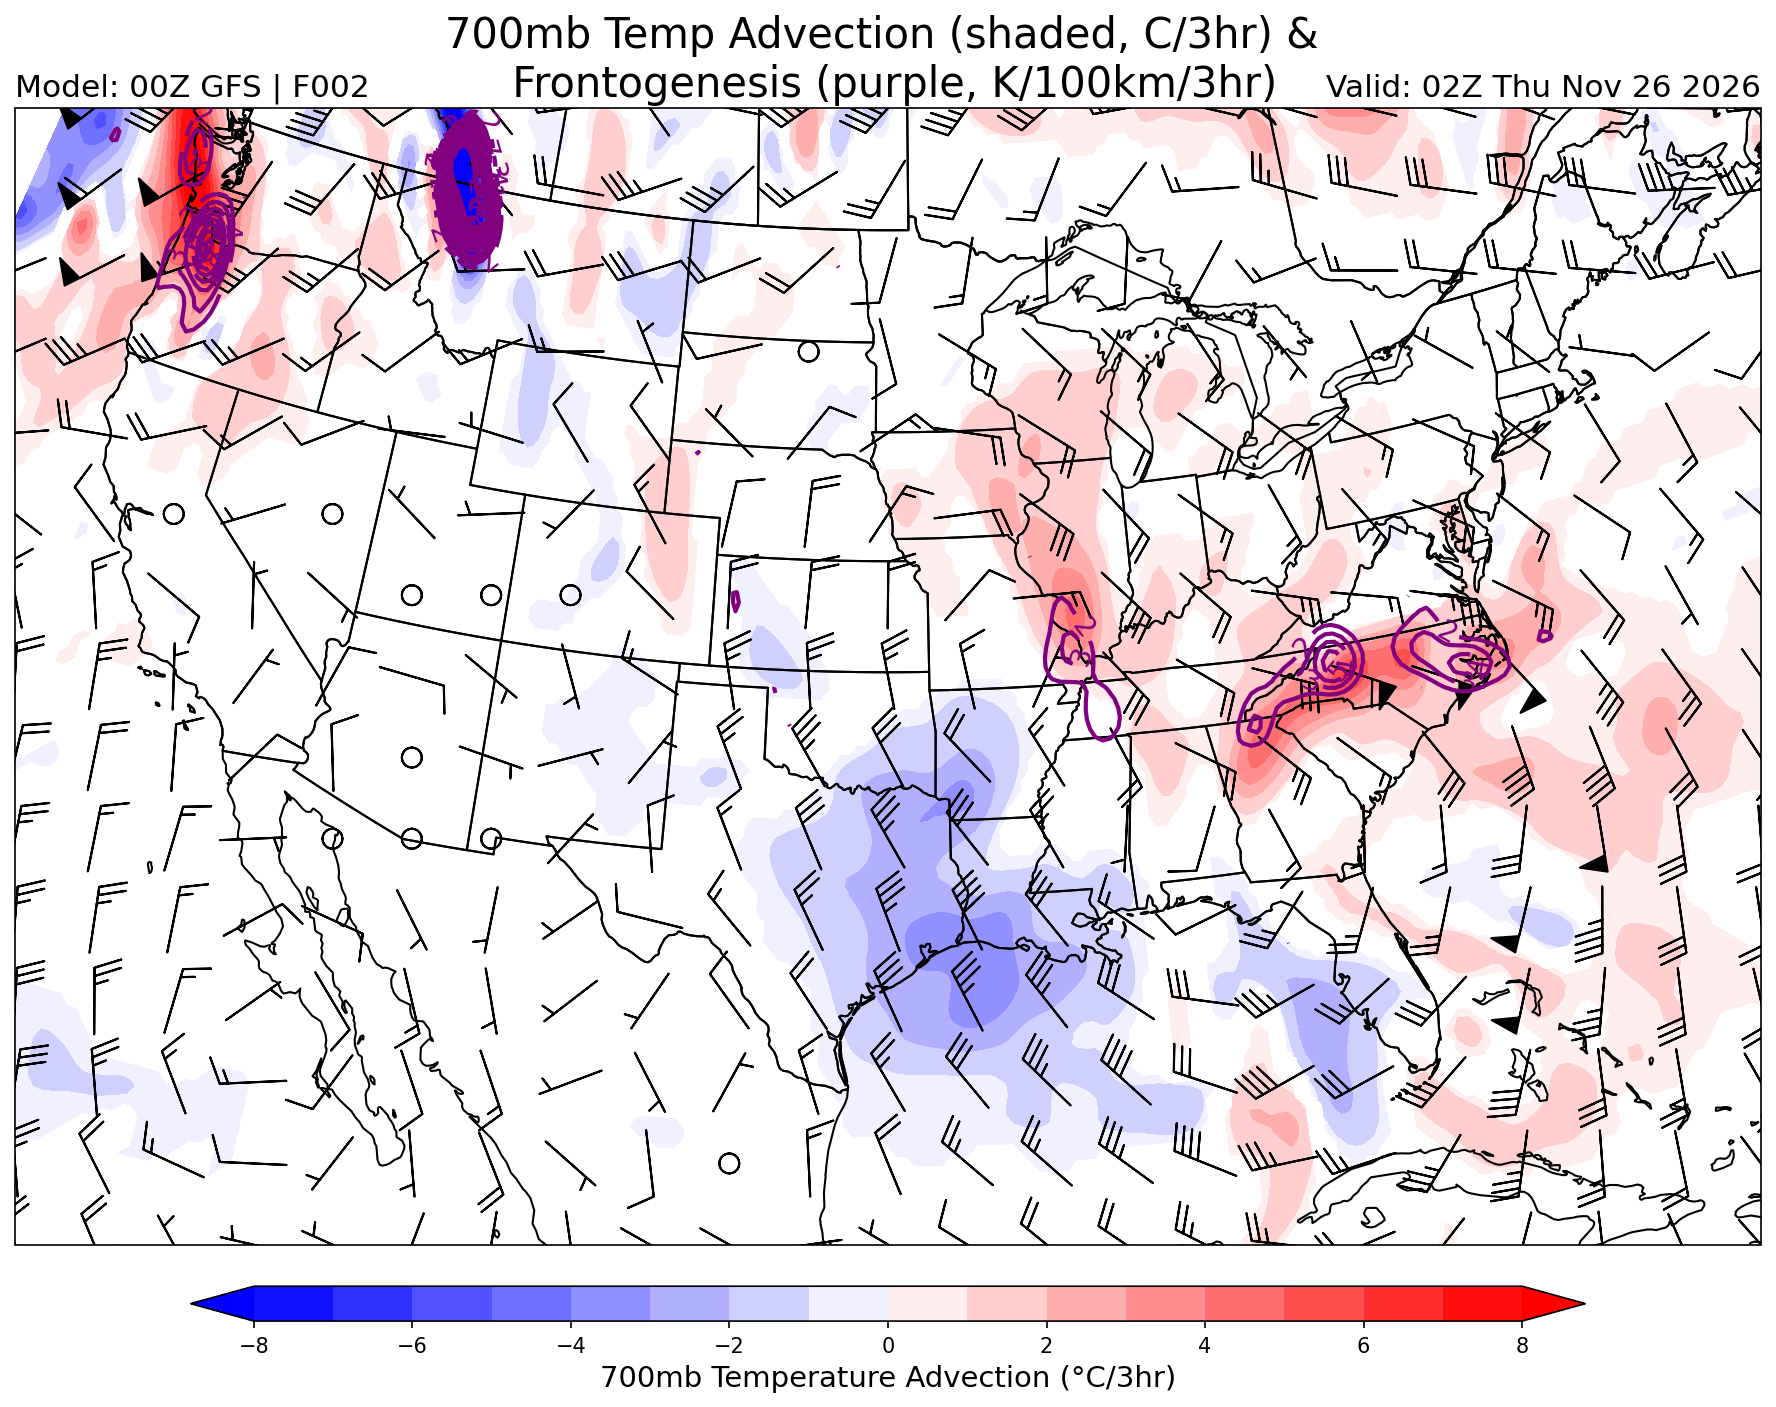 700mb Temp Advection (shaded, C/3hr) &
Model: 00Z GFS | F002 Frontogenesis (purple, K/100km/3hr) Valid: 02Z Thu Nov 26 2026
−8 −6 −4 −2 0 2 4 6 8
700mb Temperature Advection (°C/3hr)